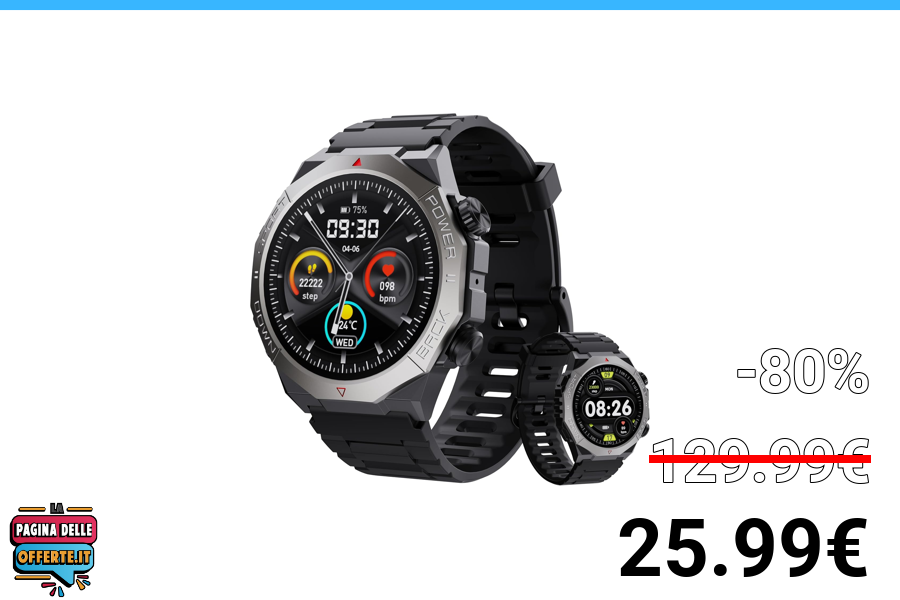 75%
09:30
04-06
22222
step
098
bpm
24°C
WED
POWER
BACK
DOWN
08:26
-80%
129.99€
25.99€
LA
PAGINA DELLE
OFFERTE.IT